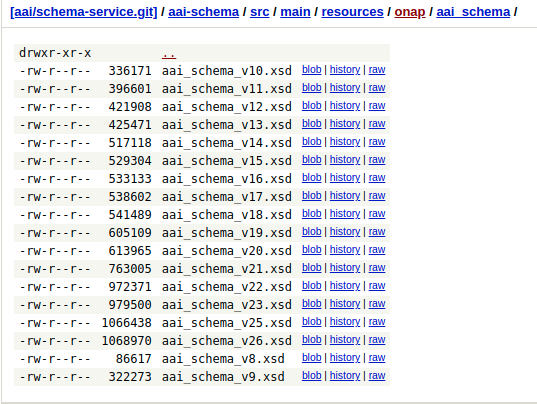 [aai/schema-service.git] / aai-schema / src / main / resources / onap / aai_schema /
drwxr-xr-x ..
-rw-r--r-- 336171 aai_schema_v10.xsd blob | history | raw
-rw-r--r-- 396601 aai_schema_v11.xsd blob | history | raw
-rw-r--r-- 421908 aai_schema_v12.xsd blob | history | raw
-rw-r--r-- 425471 aai_schema_v13.xsd blob | history | raw
-rw-r--r-- 517118 aai_schema_v14.xsd blob | history | raw
-rw-r--r-- 529304 aai_schema_v15.xsd blob | history | raw
-rw-r--r-- 533133 aai_schema_v16.xsd blob | history | raw
-rw-r--r-- 538602 aai_schema_v17.xsd blob | history | raw
-rw-r--r-- 541489 aai_schema_v18.xsd blob | history | raw
-rw-r--r-- 605109 aai_schema_v19.xsd blob | history | raw
-rw-r--r-- 613965 aai_schema_v20.xsd blob | history | raw
-rw-r--r-- 763005 aai_schema_v21.xsd blob | history | raw
-rw-r--r-- 972371 aai_schema_v22.xsd blob | history | raw
-rw-r--r-- 979500 aai_schema_v23.xsd blob | history | raw
-rw-r--r-- 1066438 aai_schema_v25.xsd blob | history | raw
-rw-r--r-- 1068970 aai_schema_v26.xsd blob | history | raw
-rw-r--r-- 86617 aai_schema_v8.xsd blob | history | raw
-rw-r--r-- 322273 aai_schema_v9.xsd blob | history | raw